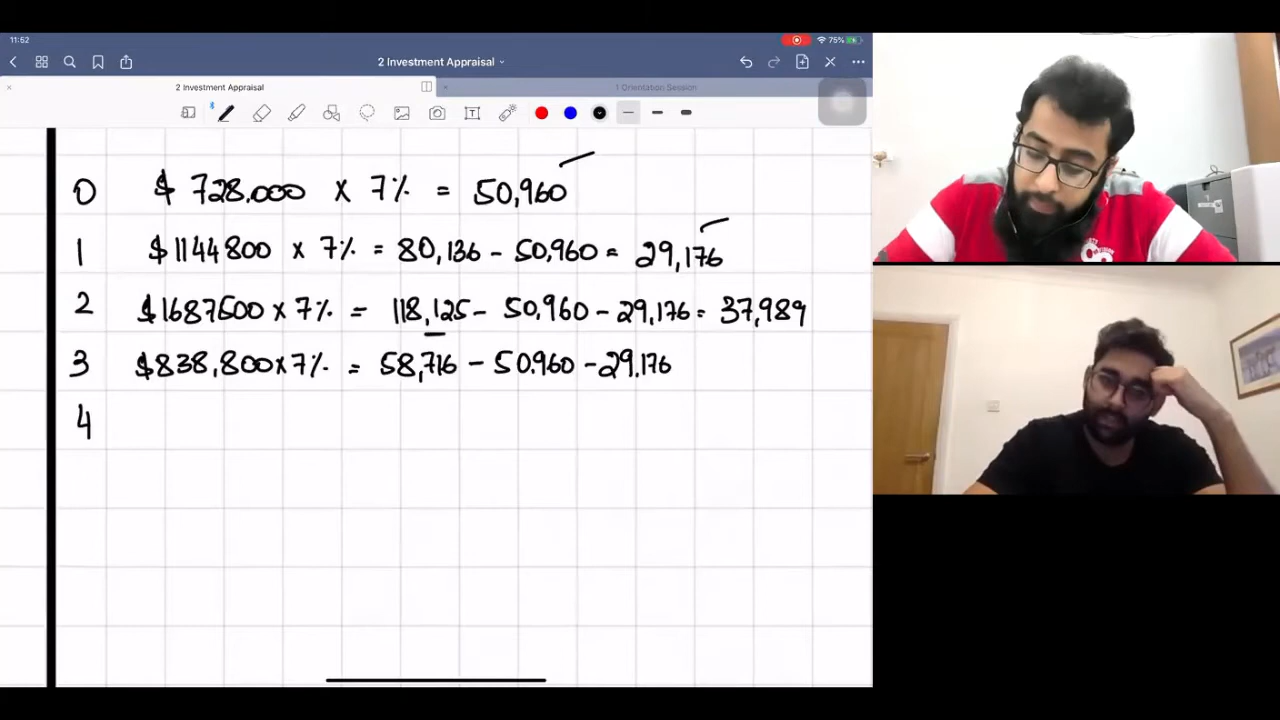 11:52
75%
2 Investment Appraisal
2 Investment Appraisal
1 Orientation Session
0 $ 728.000 x 7% = 50,960
1 $1144800 x 7% = 80,136 - 50,960 = 29,176
2 $1687500 x 7% = 118,125 - 50,960 - 29,176 = 37,989
3 $838,800 x 7% = 58,716 - 50.960 - 29.176
4